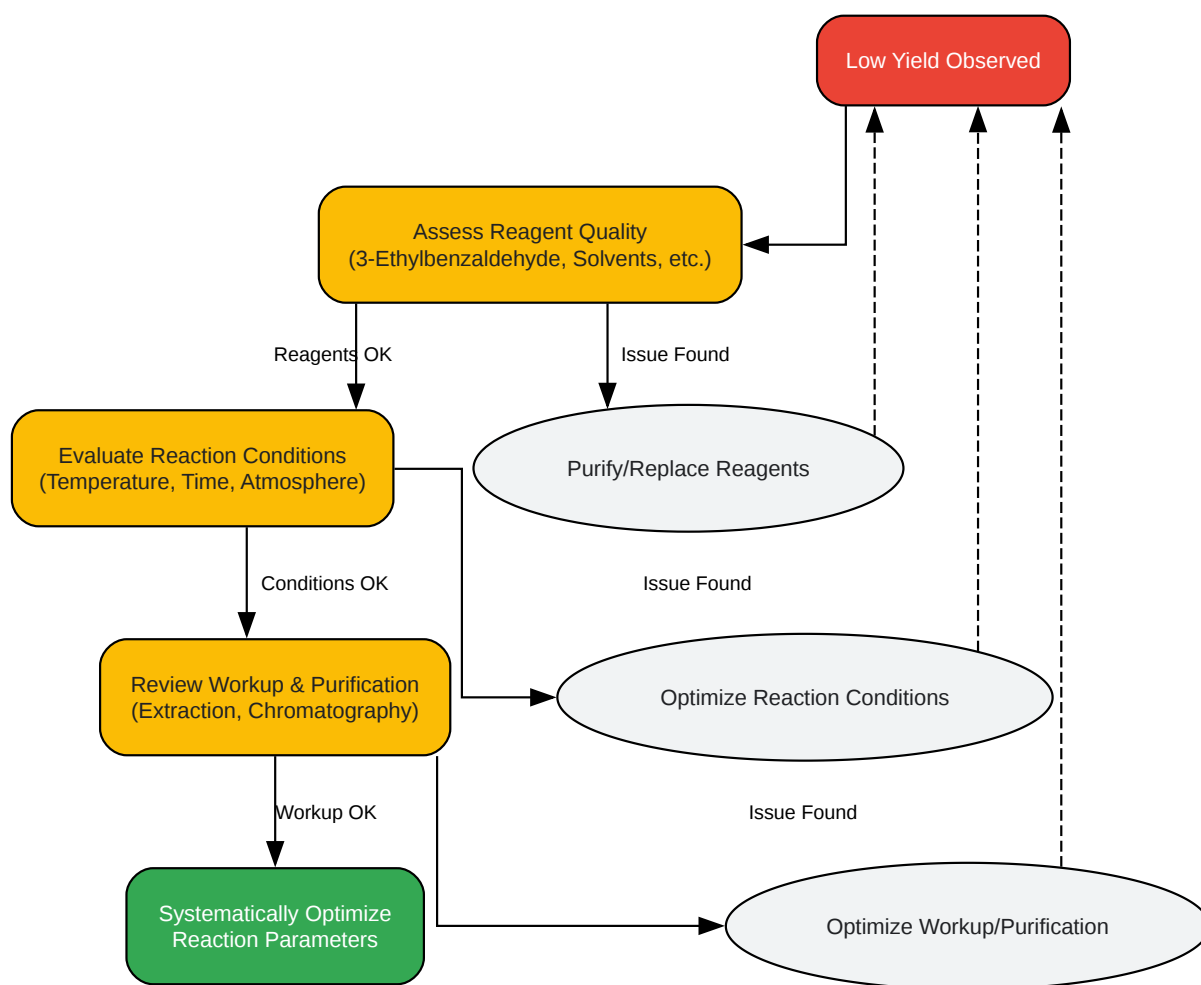 Low Yield Observed
Assess Reagent Quality
(3-Ethylbenzaldehyde, Solvents, etc.)
Reagents OK
Issue Found
Evaluate Reaction Conditions
(Temperature, Time, Atmosphere)
Purify/Replace Reagents
Conditions OK
Issue Found
Review Workup & Purification
(Extraction, Chromatography)
Optimize Reaction Conditions
Workup OK
Issue Found
Systematically Optimize
Reaction Parameters
Optimize Workup/Purification